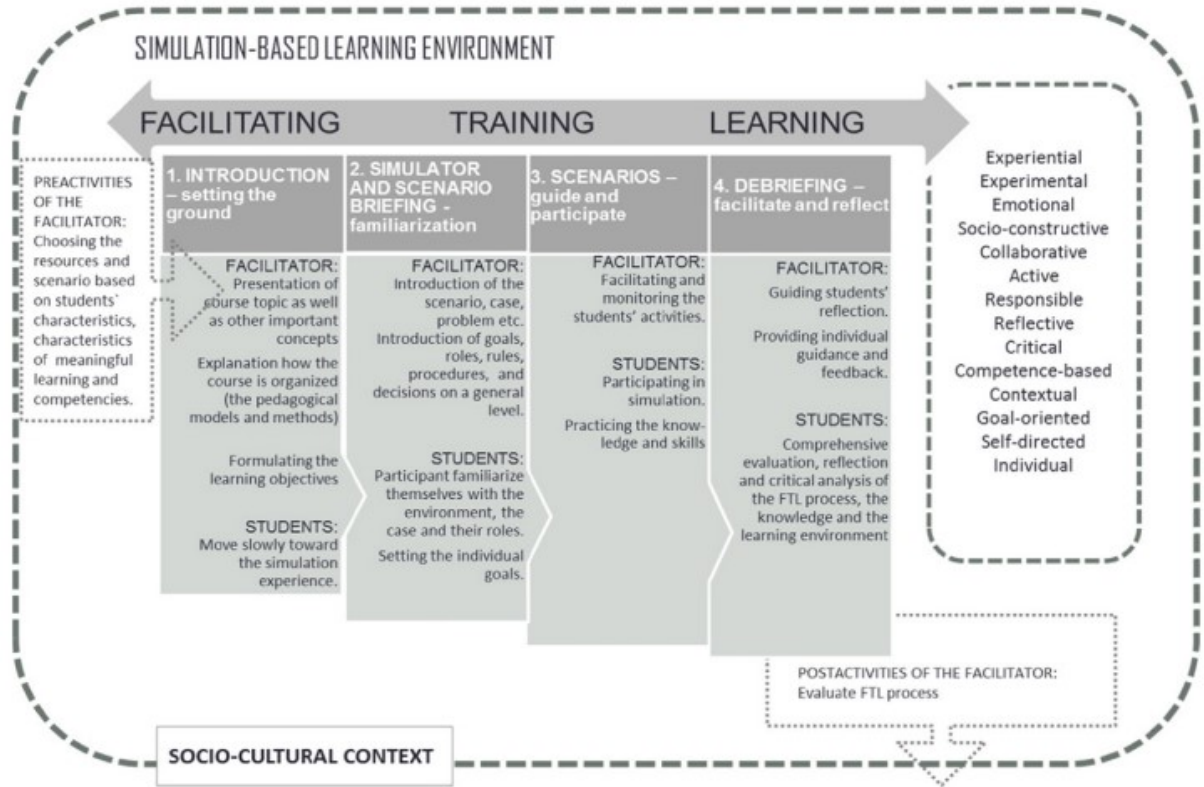 SIMULATION-BASED LEARNING ENVIRONMENT
FACILITATING
TRAINING
LEARNING
PREACTIVITIES
OF THE
FACILITATOR:
Choosing the
resources and
scenario based
on students`
characteristics,
characteristics
of meaningful
learning and
competencies.
1. INTRODUCTION
– setting the
ground
FACILITATOR:
Presentation of
course topic as well
as other important
concepts
Explanation how the
course is organized
(the pedagogical
models and methods)
Formulating the
learning objectives
STUDENTS:
Move slowly toward
the simulation
experience.
2. SIMULATOR
AND SCENARIO
BRIEFING -
familiarization
FACILITATOR:
Introduction of the
scenario, case,
problem etc.
Introduction of goals,
roles, rules,
procedures, and
decisions on a general
level.
STUDENTS:
Participant familiarize
themselves with the
environment, the
case and their roles.
Setting the individual
goals.
3. SCENARIOS –
guide and
participate
FACILITATOR:
Facilitating and
monitoring the
students' activities.
STUDENTS:
Participating in
simulation.
Practicing the know-
ledge and skills
4. DEBRIEFING –
facilitate and reflect
FACILITATOR:
Guiding students'
reflection.
Providing individual
guidance and
feedback.
STUDENTS:
Comprehensive
evaluation, reflection
and critical analysis of
the FTL process, the
knowledge and the
learning environment
Experiential
Experimental
Emotional
Socio-constructive
Collaborative
Active
Responsible
Reflective
Critical
Competence-based
Contextual
Goal-oriented
Self-directed
Individual
POSTACTIVITIES OF THE FACILITATOR:
Evaluate FTL process
SOCIO-CULTURAL CONTEXT